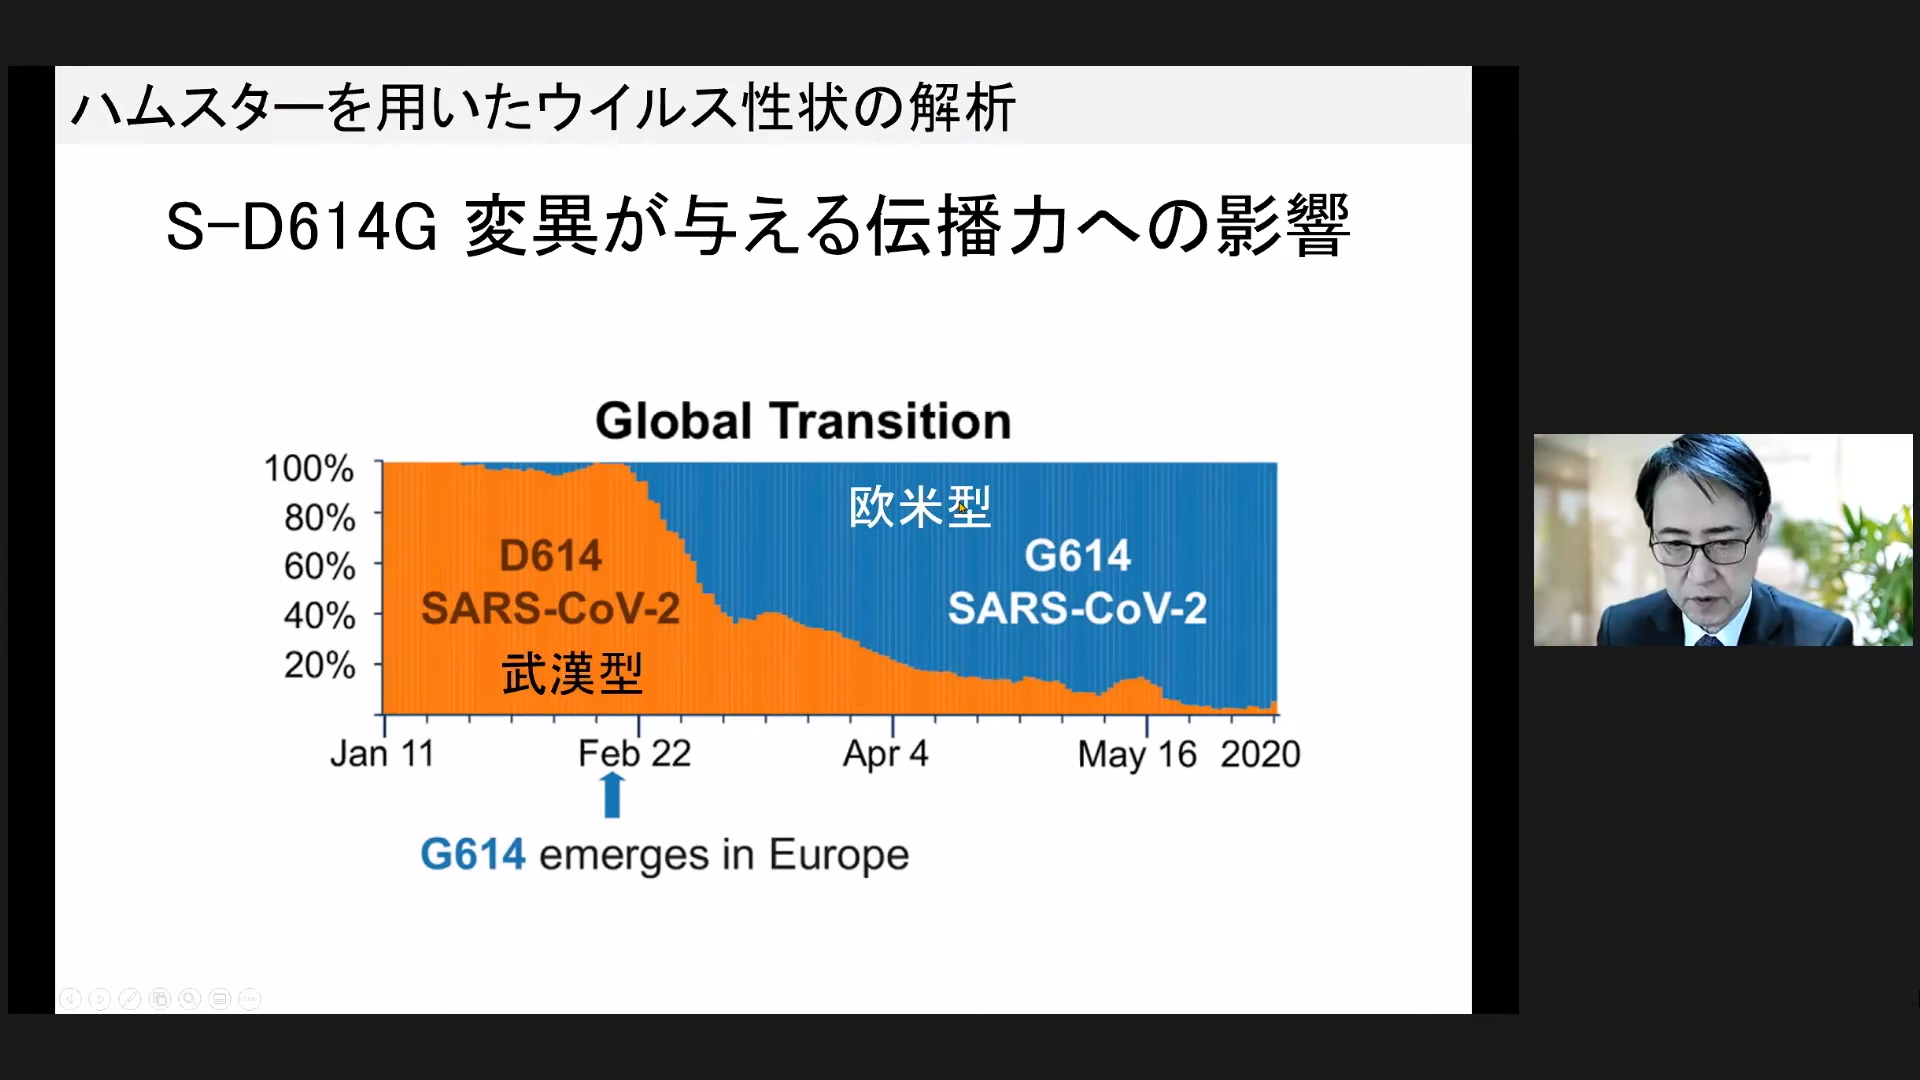 ハムスターを用いたウイルス性状の解析
S-D614G 変異が与える伝播力への影響
Global Transition
100%
80%
60%
40%
20%
欧米型
D614
SARS-CoV-2
武漢型
G614
SARS-CoV-2
Jan 11
Feb 22
Apr 4
May 16
2020
G614 emerges in Europe